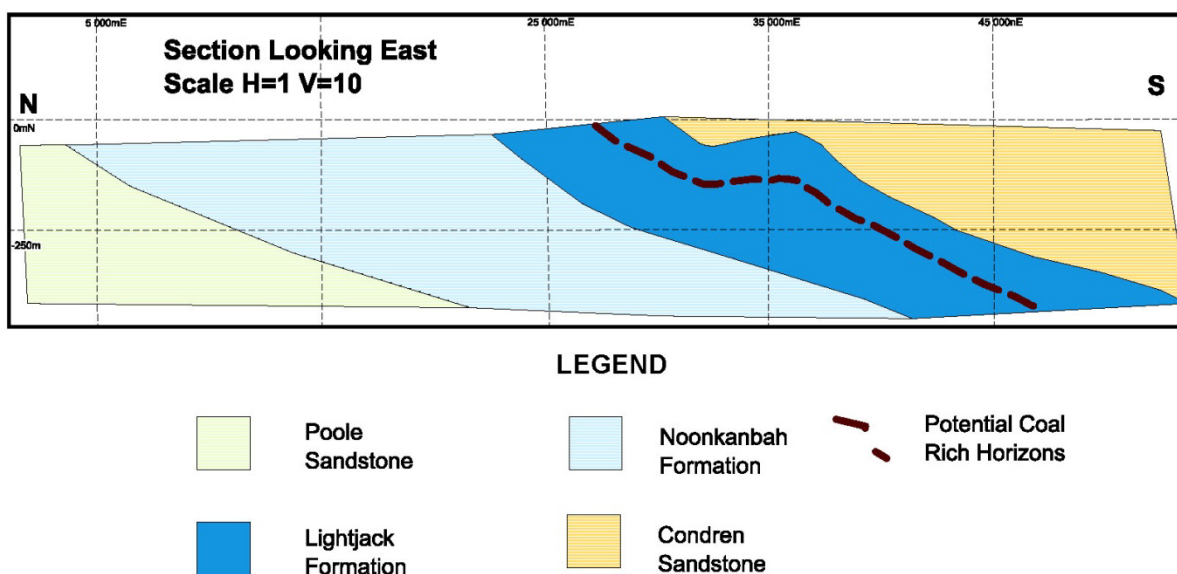 5 000mE
25 000mE
35 000mE
45 000mE
Section Looking East
Scale H=1 V=10
N
S
0mN
-250m
LEGEND
Poole
Sandstone
Noonkanbah
Formation
Potential Coal
Rich Horizons
Lightjack
Formation
Condren
Sandstone